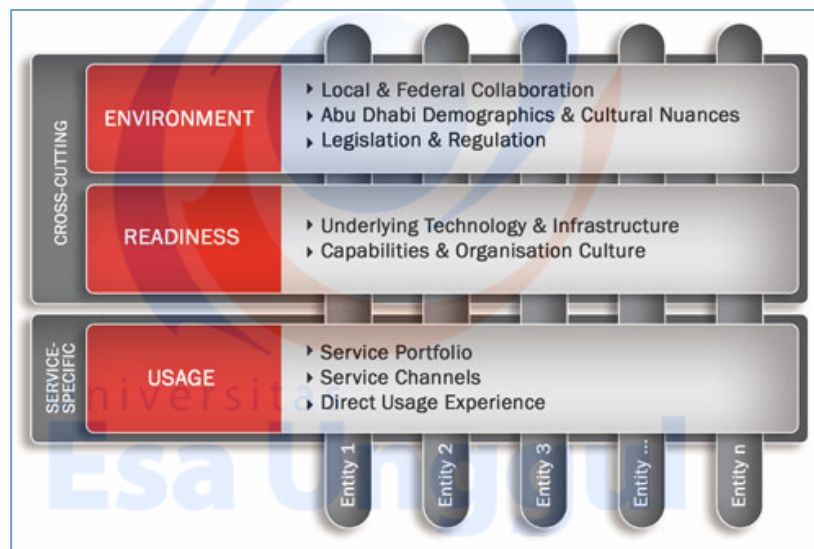 CROSS-CUTTING
ENVIRONMENT
Local & Federal Collaboration
Abu Dhabi Demographics & Cultural Nuances
Legislation & Regulation
READINESS
Underlying Technology & Infrastructure
Capabilities & Organisation Culture
SERVICE-
SPECIFIC
USAGE
Service Portfolio
Service Channels
Direct Usage Experience
Universitas
Esa Unggul
Entity 1
Entity 2
Entity 3
Entity ...
Entity n